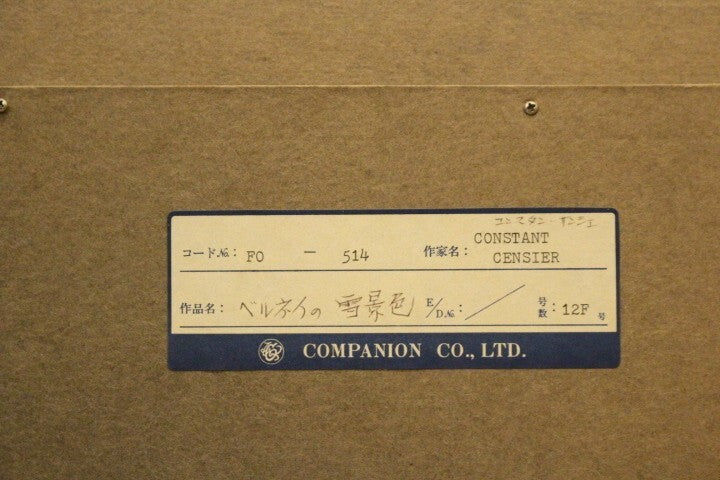 コンスタン・サンシエ
コード№: FO — 514 作家名: CONSTANT CENSIER
作品名: ベルネイの 雪景色 E/D.№: ／ 号数: 12F 号
COMPANION CO., LTD.